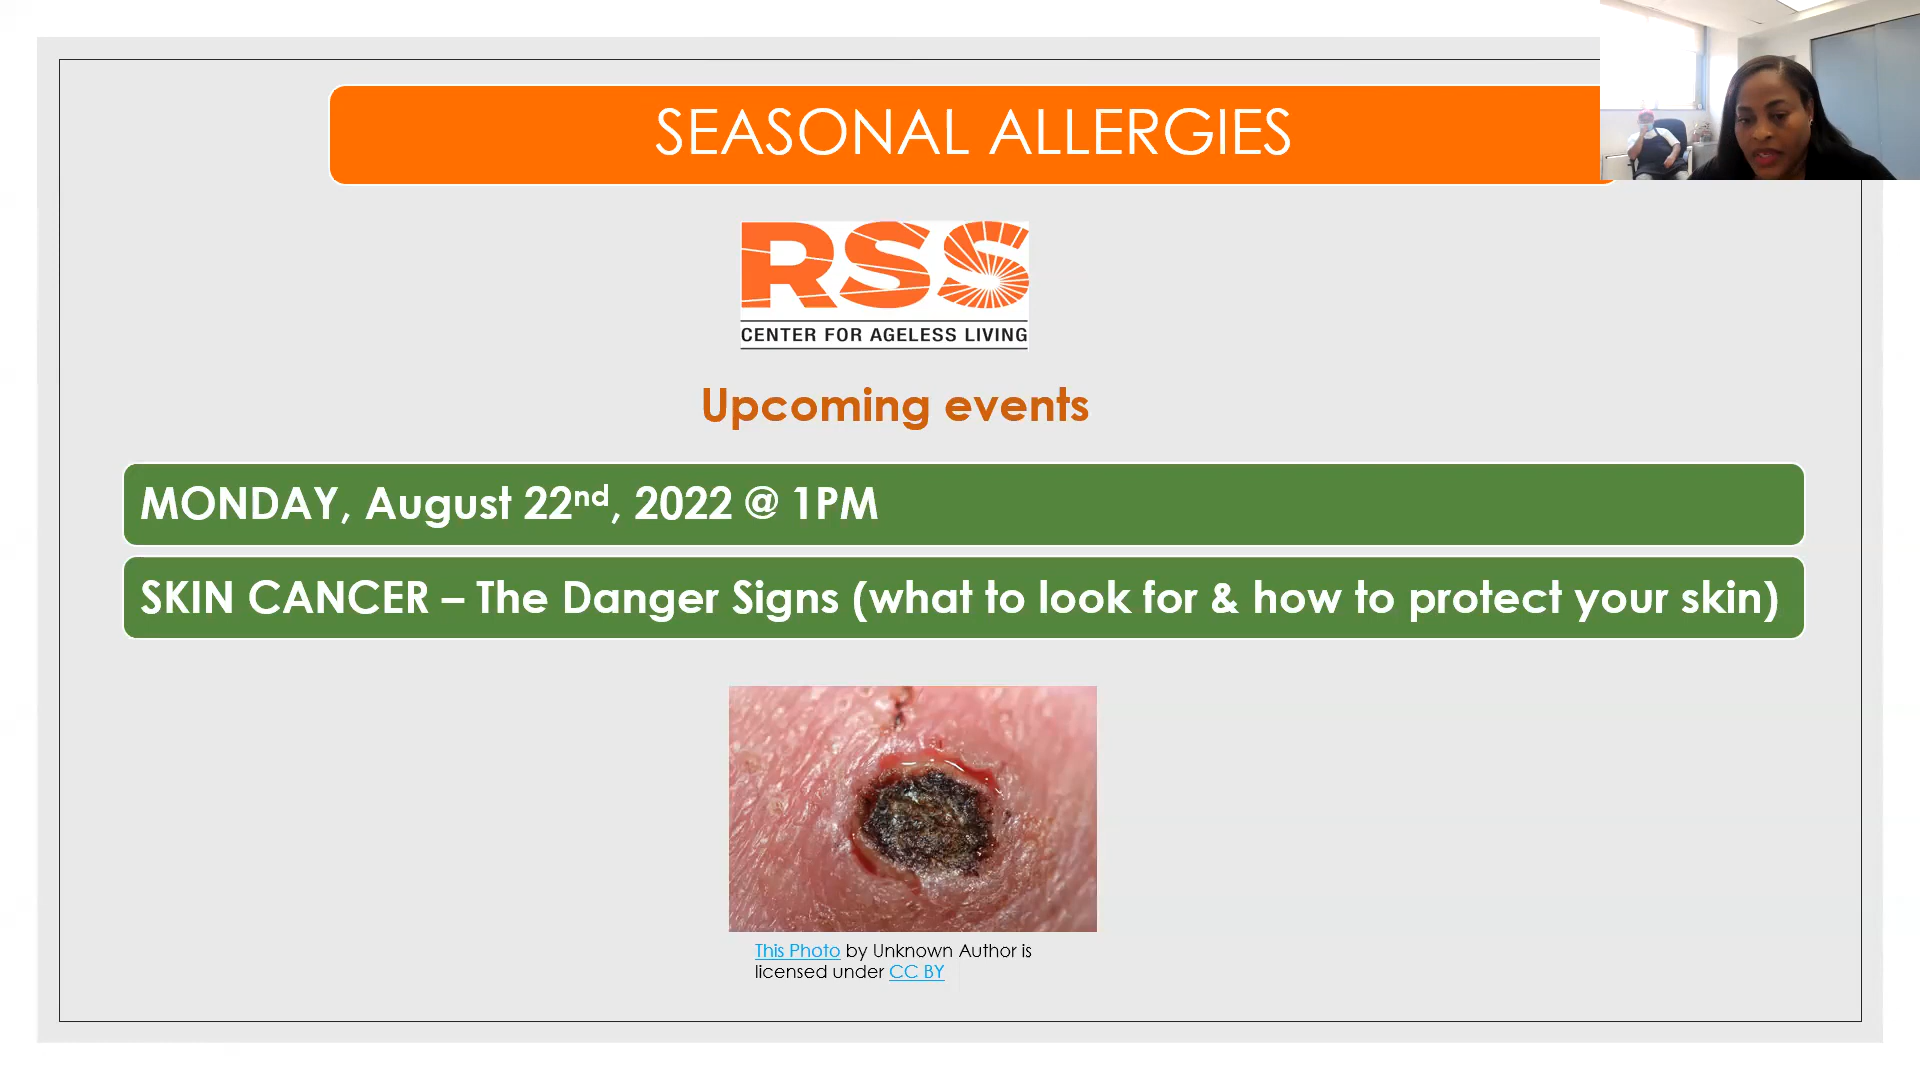 SEASONAL ALLERGIES
RSS
CENTER FOR AGELESS LIVING
Upcoming events
MONDAY, August 22nd, 2022 @ 1PM
SKIN CANCER – The Danger Signs (what to look for & how to protect your skin)
This Photo by Unknown Author is
licensed under CC BY